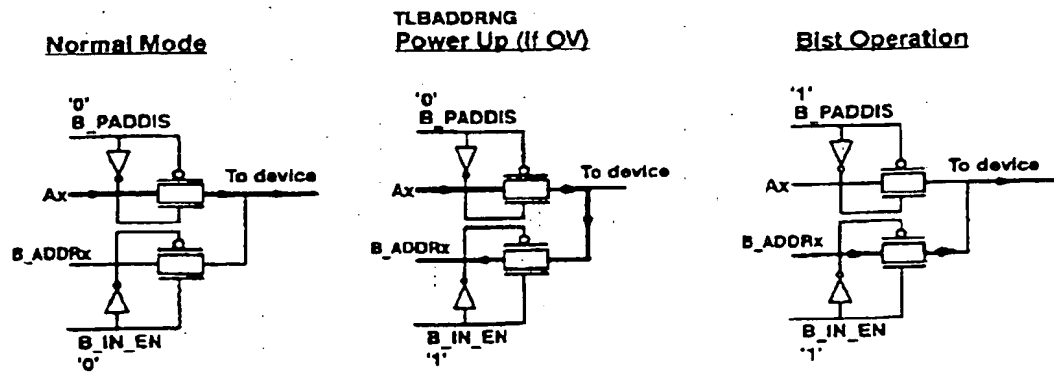 Normal Mode
'0'
B_PADDIS
Ax
To device
B_ADDRx
B_IN_EN
'0'
TLBADDRNG
Power Up (If OV)
'0'
B_PADDIS
Ax
To device
B_ADDRx
B_IN_EN
'1'
Bist Operation
'1'
B_PADDIS
Ax
To device
B_ADDRx
B_IN_EN
'1'